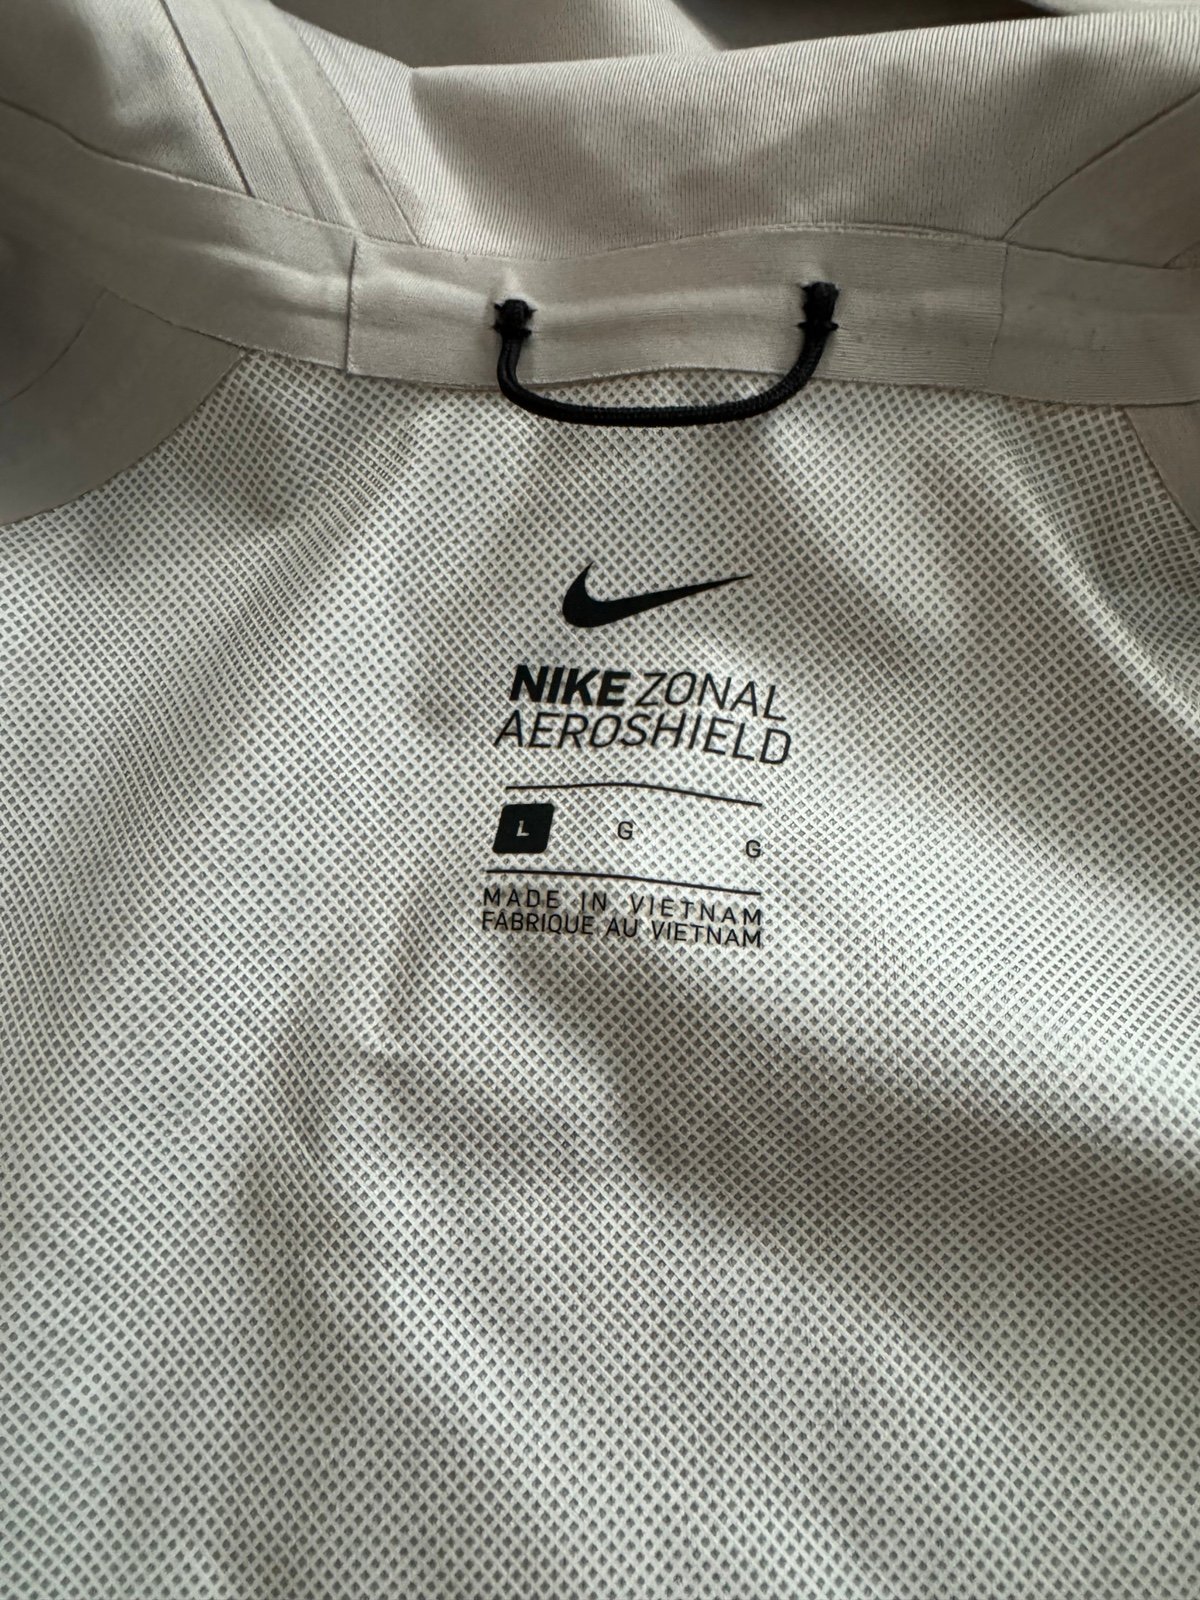 NIKE ZONAL
AEROSHIELD
L G G
MADE IN VIETNAM
FABRIQUE AU VIETNAM